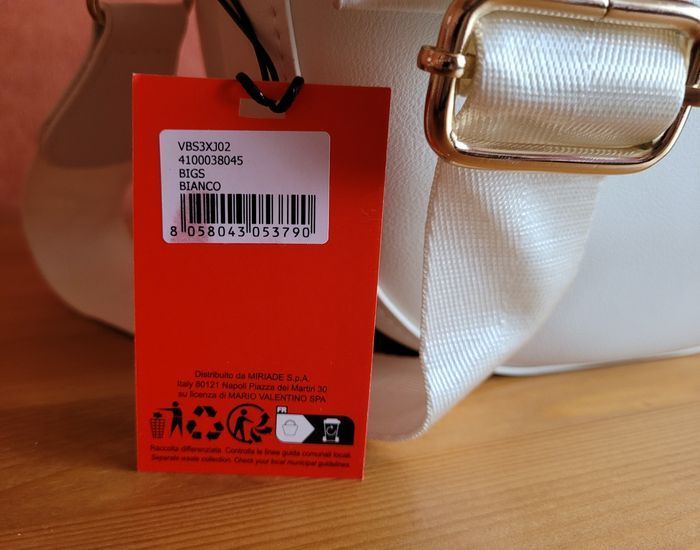 VBS3XJ02
4100038045
BIGS
BIANCO
8 058043 053790
Distribuito da MIRIADE S.p.A.
Italy 80121 Napoli Piazza dei Martiri 30
su licenza di MARIO VALENTINO SPA
FR
Raccolta differenziata. Controlla le linee guida comunali locali.
Separate waste collection. Check your local municipal guidelines.